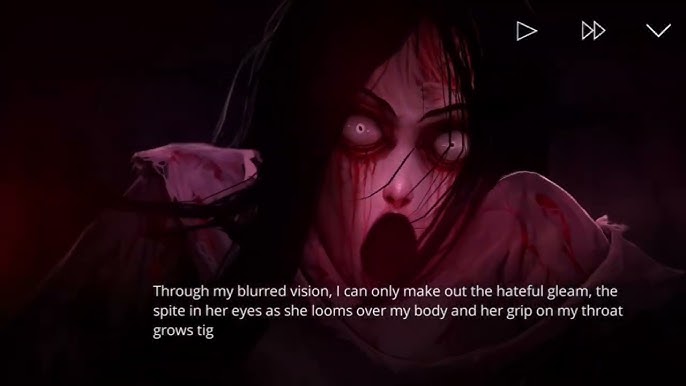 Through my blurred vision, I can only make out the hateful gleam, the
spite in her eyes as she looms over my body and her grip on my throat
grows tig